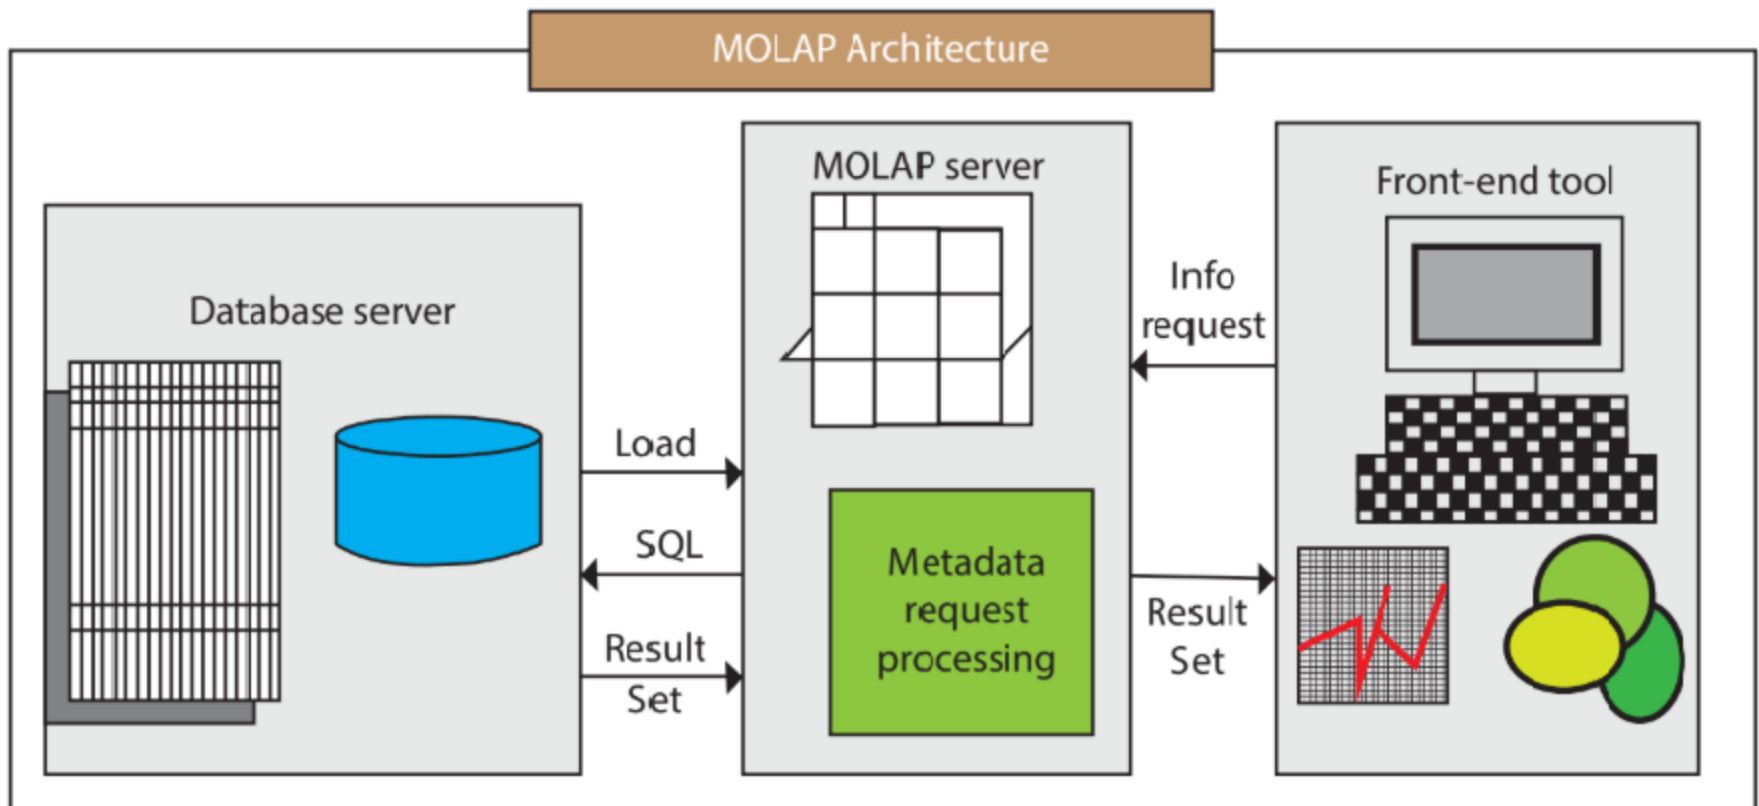 MOLAP Architecture
Database server
Load
SQL
Result
Set
MOLAP server
Metadata
request
processing
Info
request
Result
Set
Front-end tool